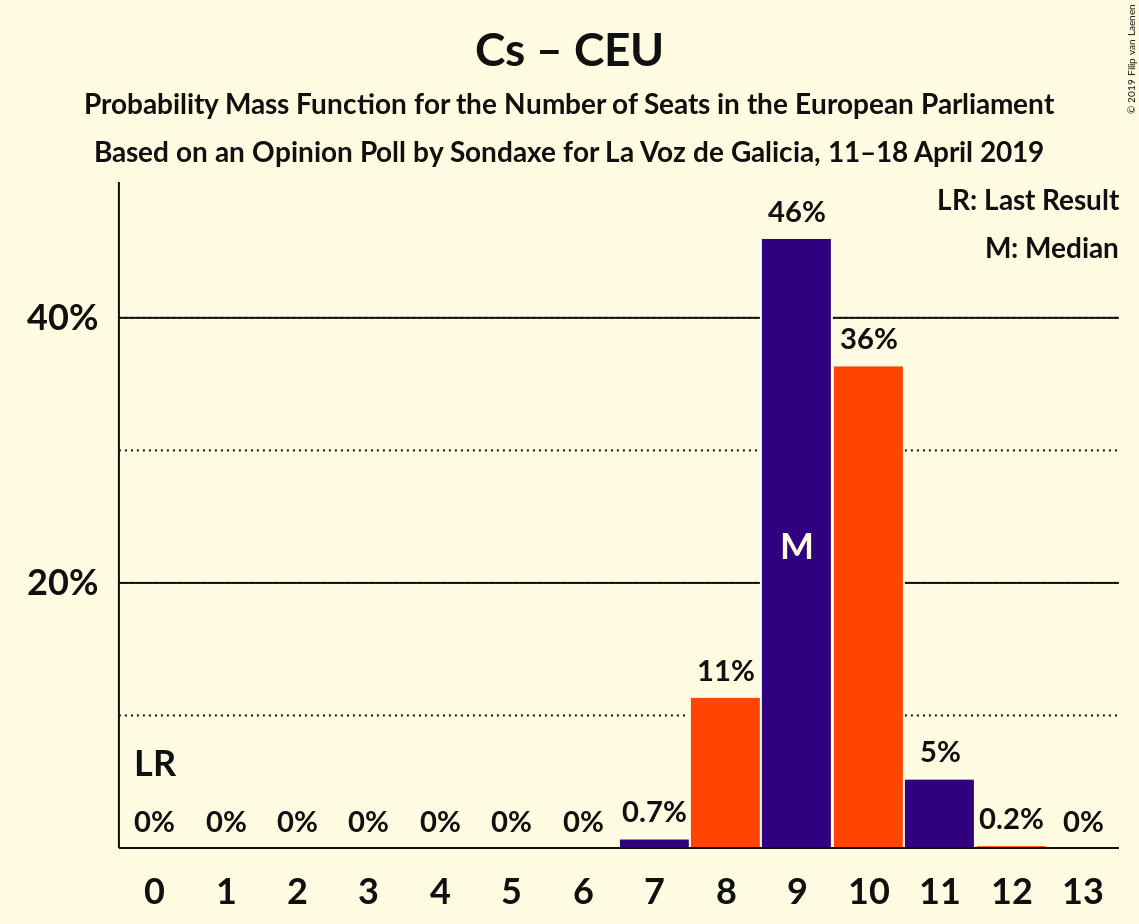 Cs – CEU
Probability Mass Function for the Number of Seats in the European Parliament
Based on an Opinion Poll by Sondaxe for La Voz de Galicia, 11–18 April 2019
© 2019 Filip van Laenen
LR: Last Result
M: Median
46%
40%
36%
M
20%
11%
LR
5%
0% 0% 0% 0% 0% 0% 0% 0.7% 0.2% 0%
0 1 2 3 4 5 6 7 8 9 10 11 12 13